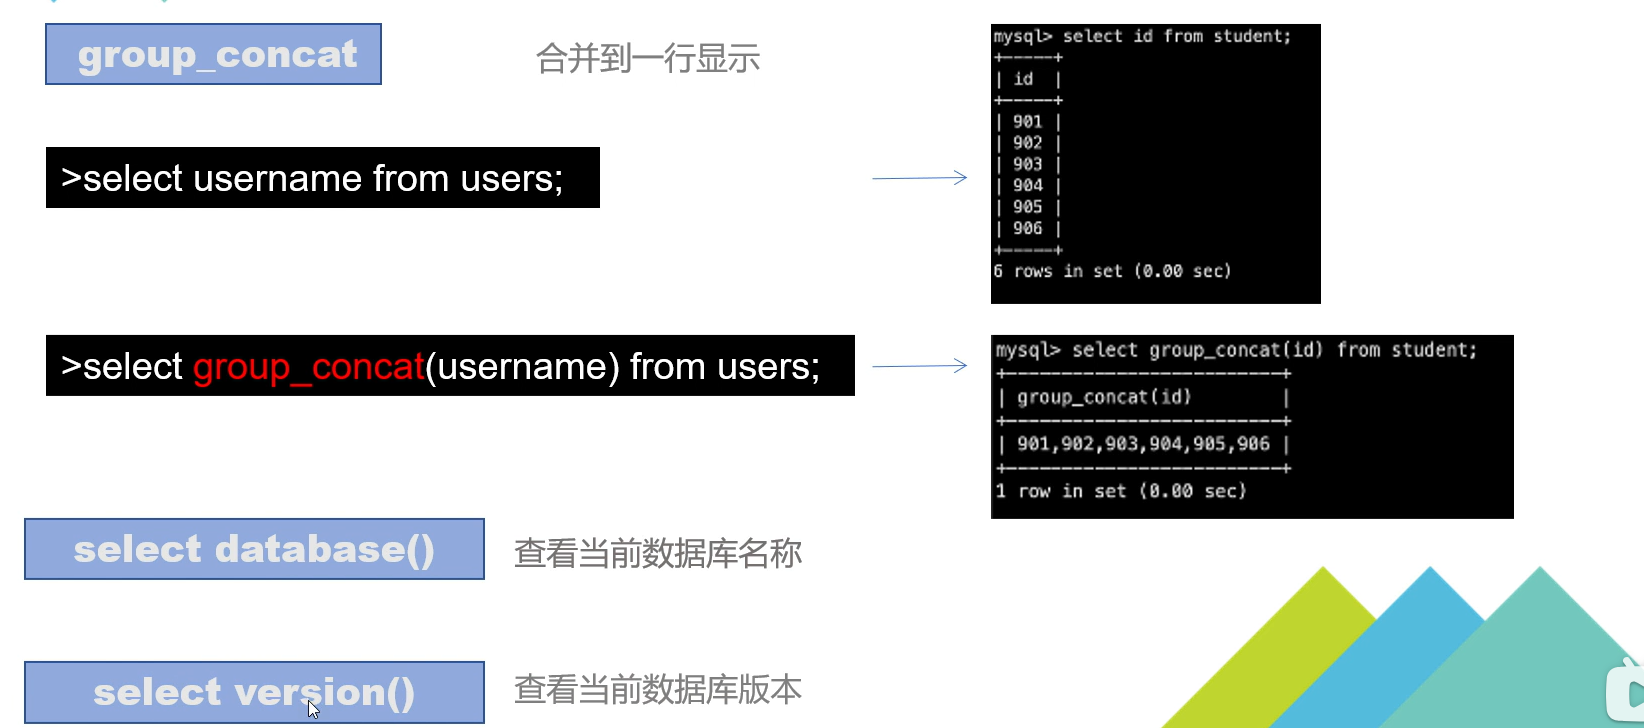 group_concat
合并到一行显示
>select username from users;
mysql> select id from student;
+-----+
| id  |
+-----+
| 901 |
| 902 |
| 903 |
| 904 |
| 905 |
| 906 |
+-----+
6 rows in set (0.00 sec)
>select group_concat(username) from users;
mysql> select group_concat(id) from student;
+-------------------------+
| group_concat(id)        |
+-------------------------+
| 901,902,903,904,905,906 |
+-------------------------+
1 row in set (0.00 sec)
select database()
查看当前数据库名称
select version()
查看当前数据库版本